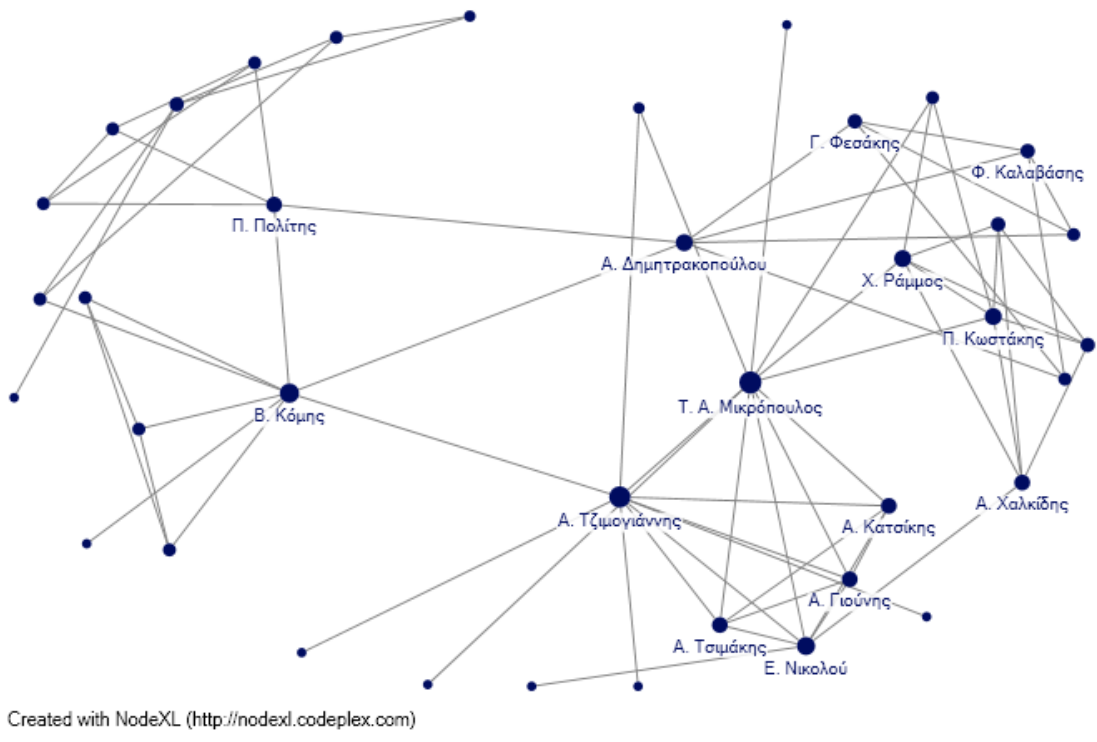 Γ. Φεσάκης
Φ. Καλαβάσης
Π. Πολίτης
Α. Δημητρακοπούλου
Χ. Ράμμος
Π. Κωστάκης
Τ. Α. Μικρόπουλος
Β. Κόμης
Α. Χαλκίδης
Α. Τζιμογιάννης
Α. Κατσίκης
Α. Γιούνης
Α. Τσιμάκης
Ε. Νικολού
Created with NodeXL (http://nodexl.codeplex.com)